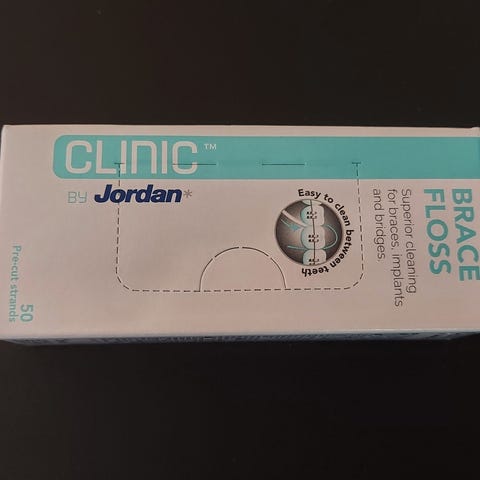 CLINIC™
BY Jordan*
Easy to clean between teeth
BRACE
FLOSS
Superior cleaning
for braces, implants
and bridges.
50
Pre-cut strands